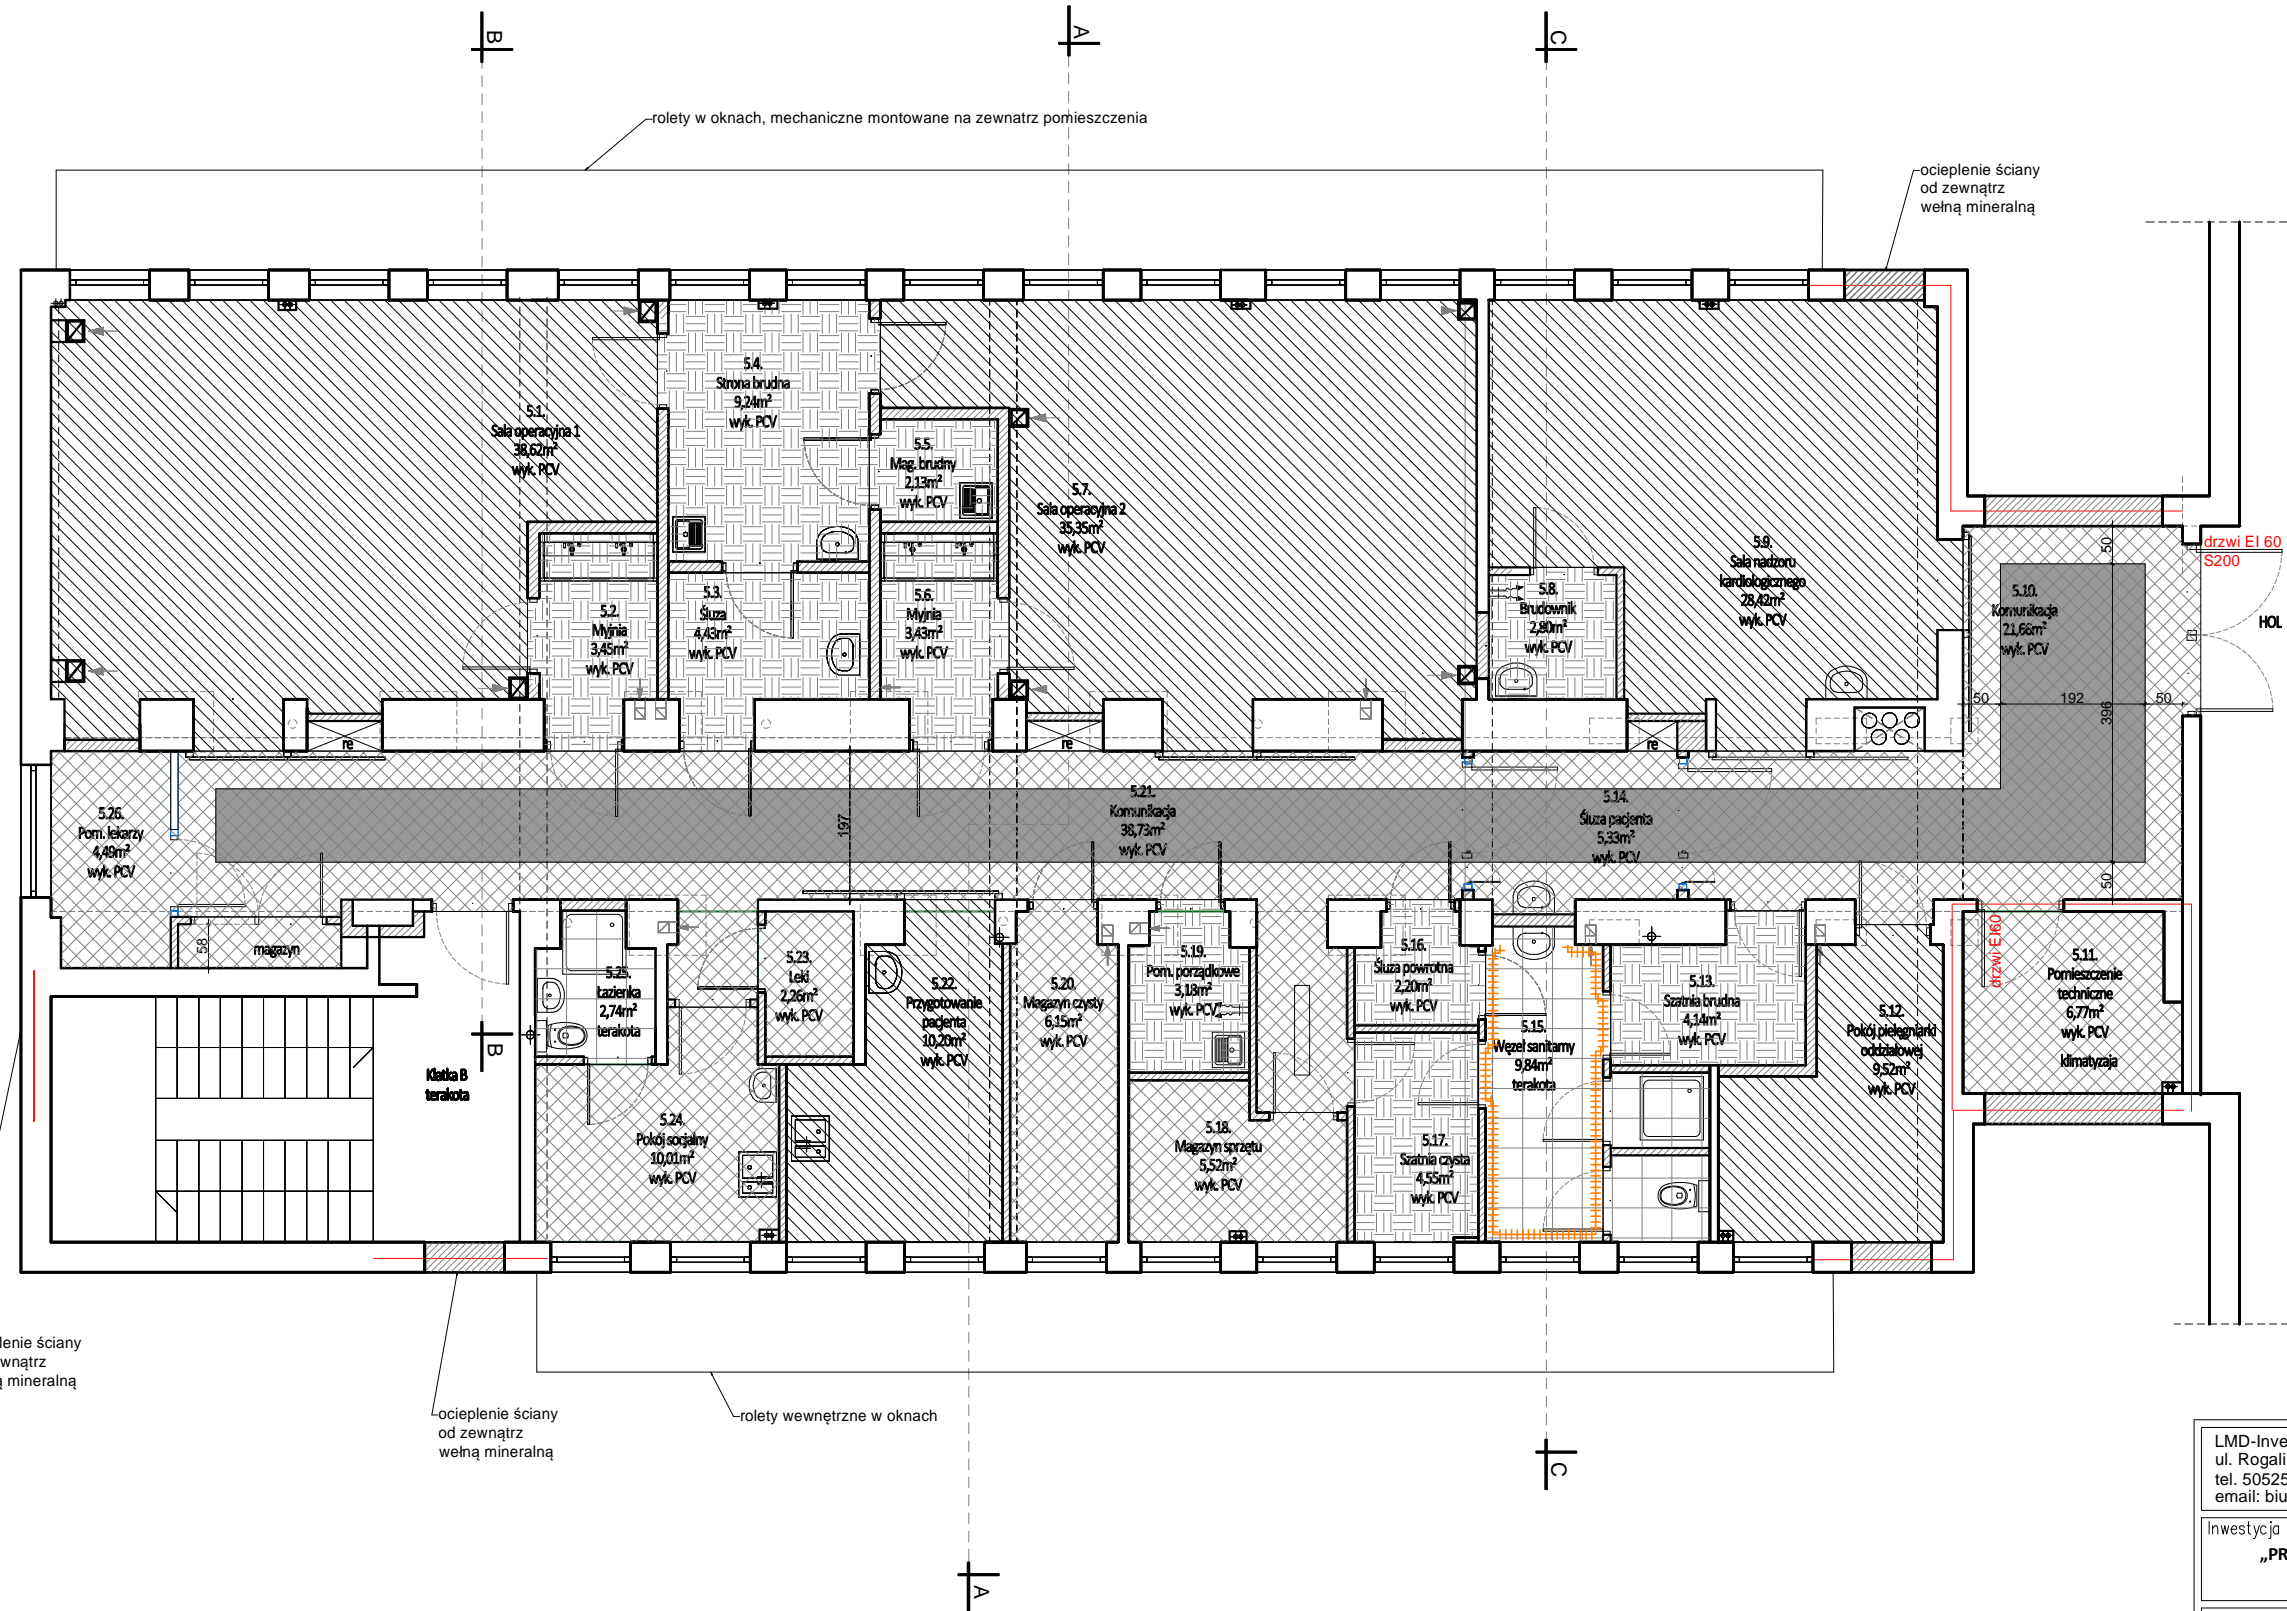 B
A
C
rolety w oknach, mechaniczne montowane na zewnatrz pomieszczenia
ocieplenie ściany
od zewnątrz
wełną mineralną
5.1.
Sala operacyjna 1
38,62m²
wyk. PCV
5.4.
Strona brudna
9,24m²
wyk. PCV
5.5.
Mag. brudny
2,13m²
wyk. PCV
5.7.
Sala operacyjna 2
35,35m²
wyk. PCV
5.2.
Myjnia
3,45m²
wyk. PCV
5.3.
Śluza
4,43m²
wyk. PCV
5.6.
Myjnia
3,43m²
wyk. PCV
5.8.
Brudownik
2,80m²
wyk. PCV
5.9.
Sala nadzoru
kardiologicznego
28,42m²
wyk. PCV
5.10.
Komunikacja
21,66m²
wyk. PCV
drzwi EI 60
S200
HOL
50
50
192
50
396
50
re
re
re
5.26.
Pom. lekarzy
4,49m²
wyk. PCV
197
5.21.
Komunikacja
38,73m²
wyk. PCV
5.14.
Śluza pacjenta
5,33m²
wyk. PCV
58
magazyn
5.25.
Łazienka
2,74m²
terakota
5.23.
Leki
2,26m²
wyk. PCV
5.22.
Przygotowanie
pacjenta
10,20m²
wyk. PCV
5.20.
Magazyn czysty
6,15m²
wyk. PCV
5.19.
Pom. porządkowe
3,13m²
wyk. PCV
5.16.
Śluza powrotna
2,20m²
wyk. PCV
5.15.
Węzeł sanitarny
9,84m²
terakota
5.13.
Szatnia brudna
4,14m²
wyk. PCV
5.12.
Pokój pielęgniarki
oddziałowej
9,52m²
wyk. PCV
drzwi EI60
5.11.
Pomieszczenie
techniczne
6,77m²
wyk. PCV
klimatyzaja
B
Klatka B
terakota
5.24.
Pokój socjalny
10,01m²
wyk. PCV
5.18.
Magazyn sprzętu
5,52m²
wyk. PCV
5.17.
Szatnia czysta
4,55m²
wyk. PCV
lenie ściany
wnątrz
ą mineralną
ocieplenie ściany
od zewnątrz
wełną mineralną
rolety wewnętrzne w oknach
C
A
LMD-Inve
ul. Rogali
tel. 50525
email: biu
Inwestycja
„PR